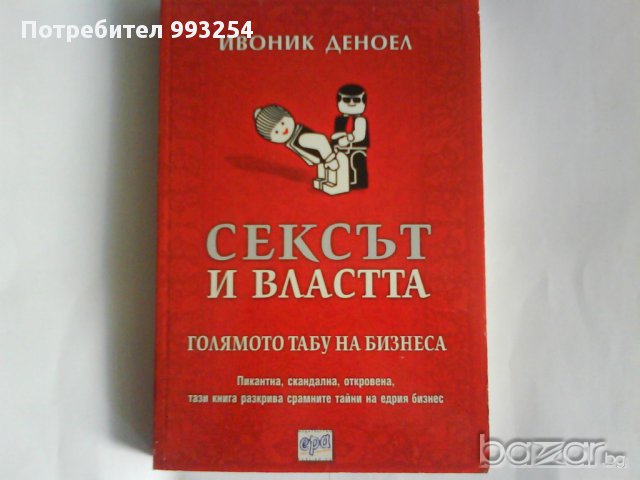 Потребител 993254
ИВОНИК ДЕНОЕЛ
СЕКСЪТ
И ВЛАСТТА
ГОЛЯМОТО ТАБУ НА БИЗНЕСА
Пикантна, скандална, откровена,
тази книга разкрива срамните тайни на едрия бизнес
ера
bazar.bg